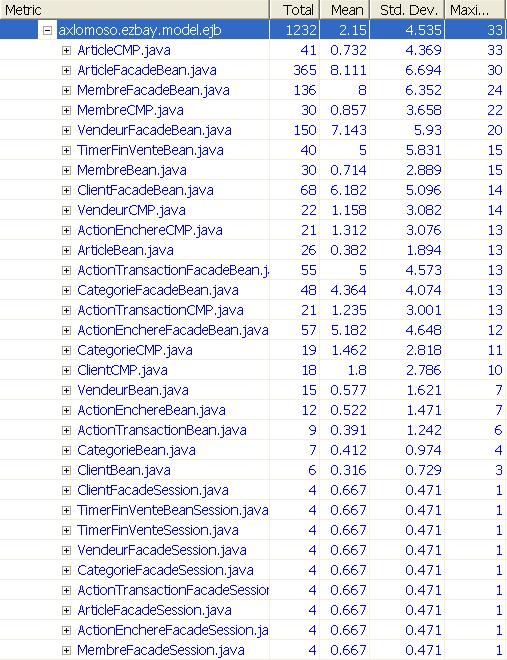 Metric Total Mean Std. Dev. Maxi...
axlomoso.ezbay.model.ejb 1232 2.15 4.535 33
ArticleCMP.java 41 0.732 4.369 33
ArticleFacadeBean.java 365 8.111 6.694 30
MembreFacadeBean.java 136 8 6.352 24
MembreCMP.java 30 0.857 3.658 22
VendeurFacadeBean.java 150 7.143 5.93 20
TimerFinVenteBean.java 40 5 5.831 15
MembreBean.java 30 0.714 2.889 15
ClientFacadeBean.java 68 6.182 5.096 14
VendeurCMP.java 22 1.158 3.082 14
ActionEnchereCMP.java 21 1.312 3.076 13
ArticleBean.java 26 0.382 1.894 13
ActionTransactionFacadeBean.j 55 5 4.573 13
CategorieFacadeBean.java 48 4.364 4.074 13
ActionTransactionCMP.java 21 1.235 3.001 13
ActionEnchereFacadeBean.java 57 5.182 4.648 12
CategorieCMP.java 19 1.462 2.818 11
ClientCMP.java 18 1.8 2.786 10
VendeurBean.java 15 0.577 1.621 7
ActionEnchereBean.java 12 0.522 1.471 7
ActionTransactionBean.java 9 0.391 1.242 6
CategorieBean.java 7 0.412 0.974 4
ClientBean.java 6 0.316 0.729 3
ClientFacadeSession.java 4 0.667 0.471 1
TimerFinVenteBeanSession.java 4 0.667 0.471 1
TimerFinVenteSession.java 4 0.667 0.471 1
VendeurFacadeSession.java 4 0.667 0.471 1
CategorieFacadeSession.java 4 0.667 0.471 1
ActionTransactionFacadeSession 4 0.667 0.471 1
ArticleFacadeSession.java 4 0.667 0.471 1
ActionEnchereFacadeSession.ja 4 0.667 0.471 1
MembreFacadeSession.java 4 0.667 0.471 1